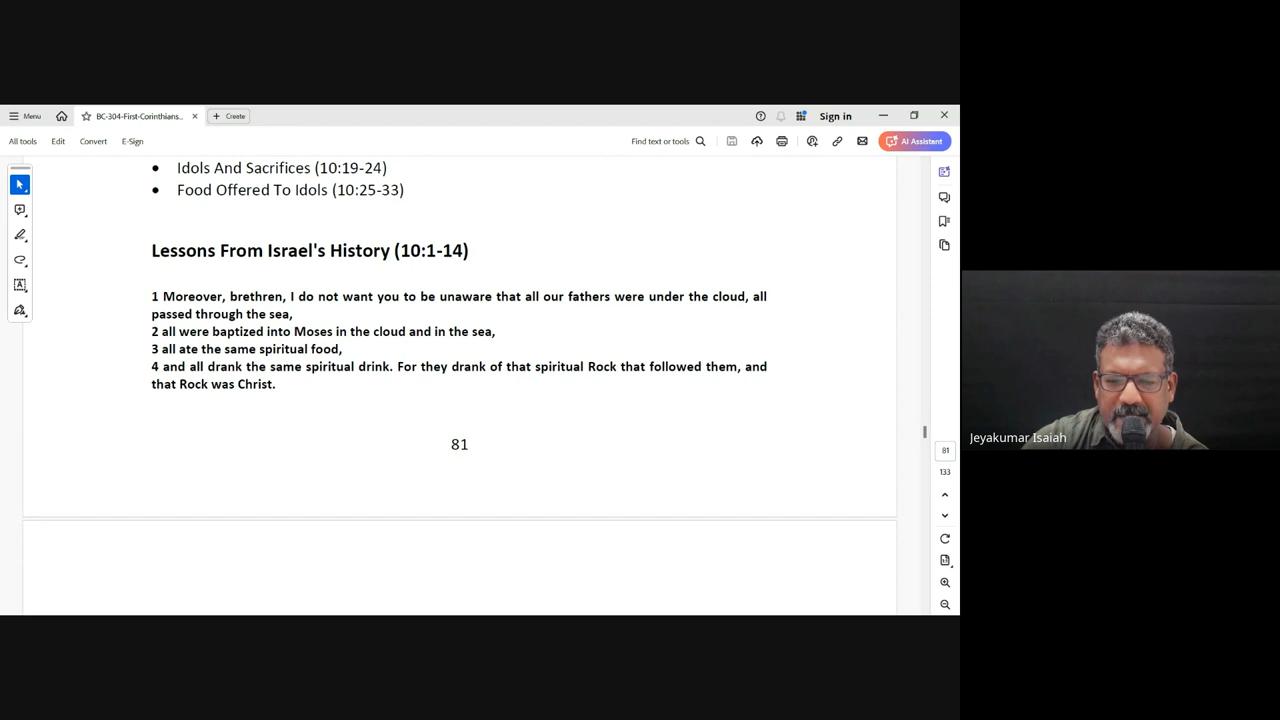 Menu
BC-304-First-Corinthians...
Create
Sign in
All tools
Edit
Convert
E-Sign
Find text or tools
AI Assistant
• Idols And Sacrifices (10:19-24)
• Food Offered To Idols (10:25-33)
Lessons From Israel's History (10:1-14)
1 Moreover, brethren, I do not want you to be unaware that all our fathers were under the cloud, all
passed through the sea,
2 all were baptized into Moses in the cloud and in the sea,
3 all ate the same spiritual food,
4 and all drank the same spiritual drink. For they drank of that spiritual Rock that followed them, and
that Rock was Christ.
81
81
133
Jeyakumar Isaiah